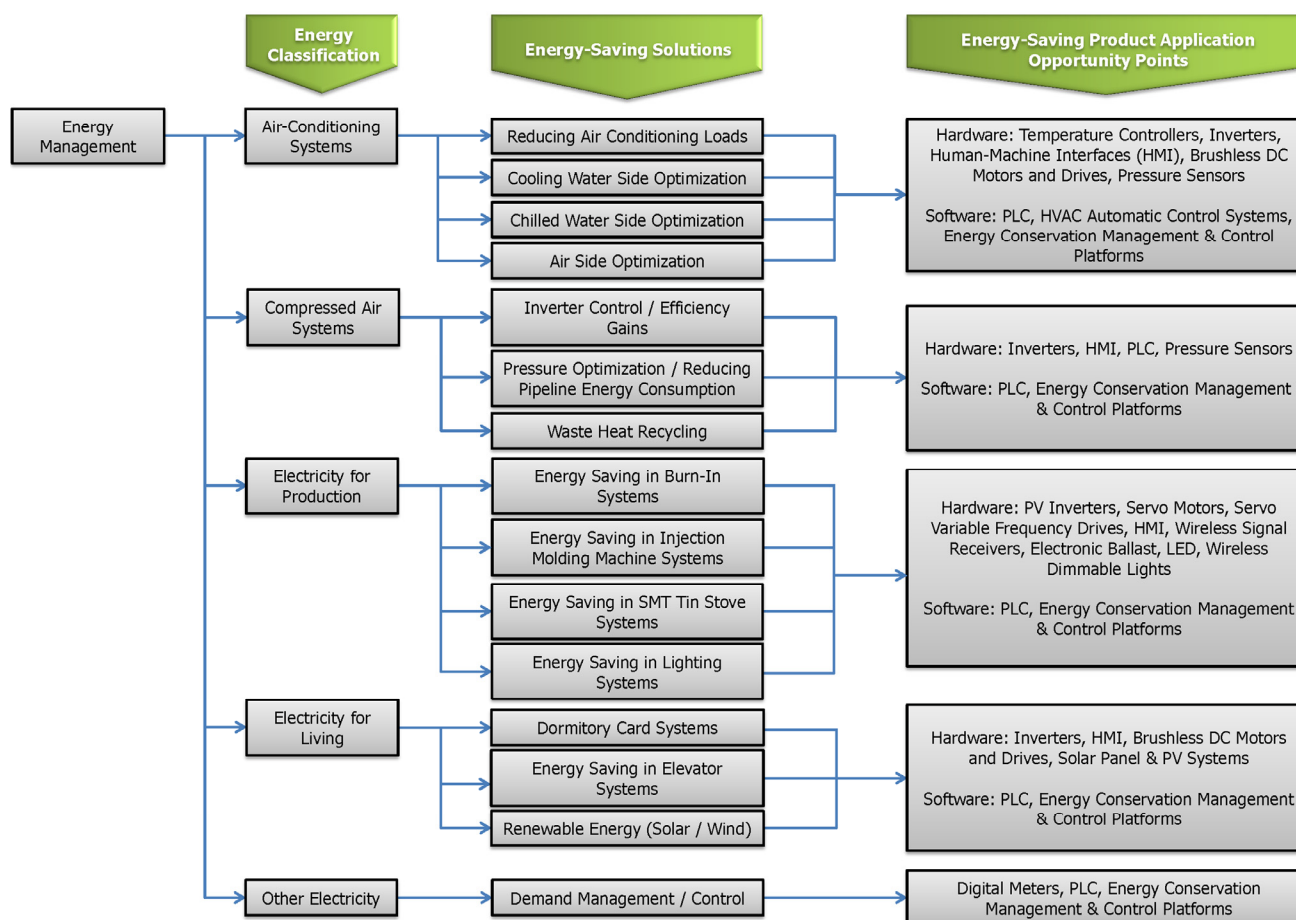 Energy
Classification
Energy-Saving Solutions
Energy-Saving Product Application
Opportunity Points
Energy
Management
Air-Conditioning
Systems
Reducing Air Conditioning Loads
Cooling Water Side Optimization
Chilled Water Side Optimization
Air Side Optimization
Hardware: Temperature Controllers, Inverters,
Human-Machine Interfaces (HMI), Brushless DC
Motors and Drives, Pressure Sensors
Software: PLC, HVAC Automatic Control Systems,
Energy Conservation Management & Control
Platforms
Compressed Air
Systems
Inverter Control / Efficiency
Gains
Pressure Optimization / Reducing
Pipeline Energy Consumption
Waste Heat Recycling
Hardware: Inverters, HMI, PLC, Pressure Sensors
Software: PLC, Energy Conservation Management
& Control Platforms
Electricity for
Production
Energy Saving in Burn-In
Systems
Energy Saving in Injection
Molding Machine Systems
Energy Saving in SMT Tin Stove
Systems
Energy Saving in Lighting
Systems
Hardware: PV Inverters, Servo Motors, Servo
Variable Frequency Drives, HMI, Wireless Signal
Receivers, Electronic Ballast, LED, Wireless
Dimmable Lights
Software: PLC, Energy Conservation Management
& Control Platforms
Electricity for
Living
Dormitory Card Systems
Energy Saving in Elevator
Systems
Renewable Energy (Solar / Wind)
Hardware: Inverters, HMI, Brushless DC Motors
and Drives, Solar Panel & PV Systems
Software: PLC, Energy Conservation Management
& Control Platforms
Other Electricity
Demand Management / Control
Digital Meters, PLC, Energy Conservation
Management & Control Platforms